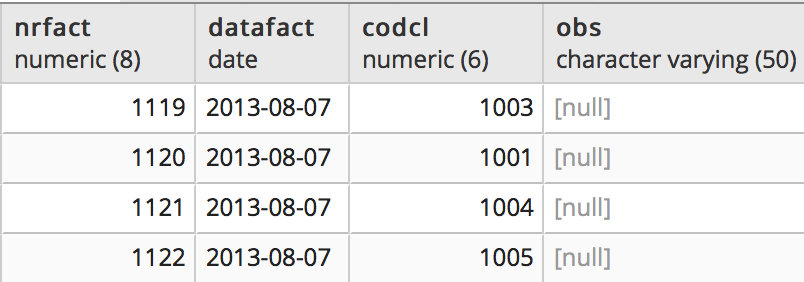 nrfact datafact codcl obs
numeric (8) date numeric (6) character varying (50)
1119 2013-08-07 1003 [null]
1120 2013-08-07 1001 [null]
1121 2013-08-07 1004 [null]
1122 2013-08-07 1005 [null]